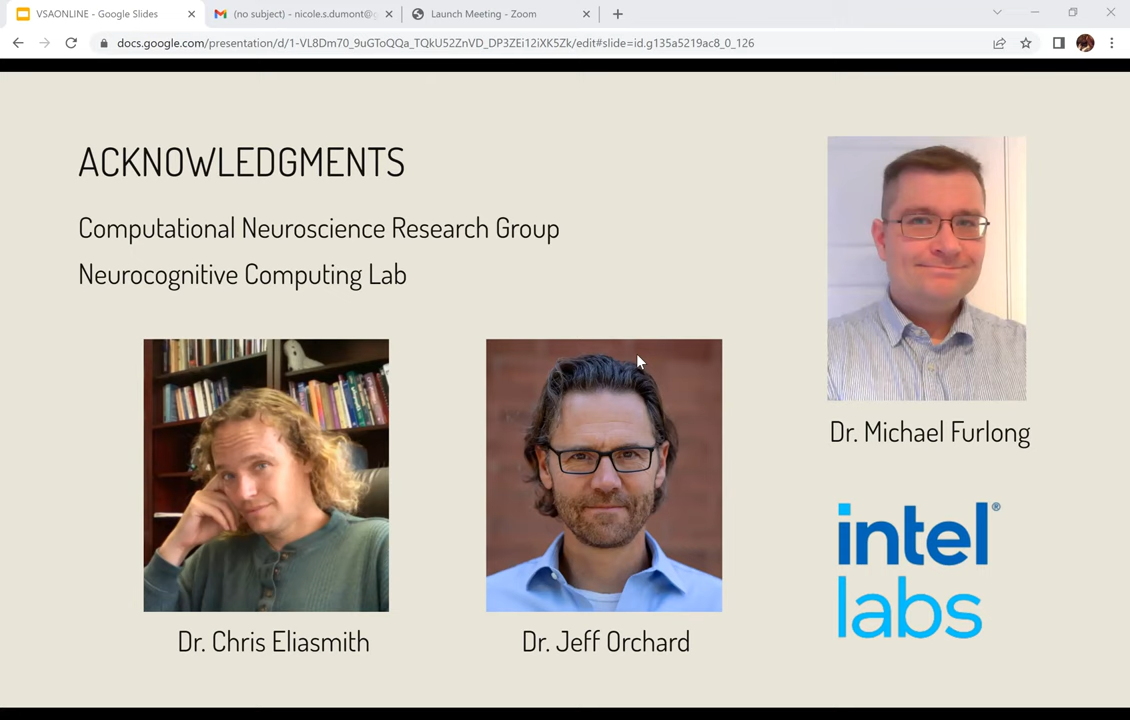 VSAONLINE - Google Slides
(no subject) - nicole.s.dumont@g
Launch Meeting - Zoom
docs.google.com/presentation/d/1-VL8Dm70_9uGToQQa_TQkU52ZnVD_DP3ZEi12iXK5Zk/edit#slide=id.g135a5219ac8_0_126
ACKNOWLEDGMENTS
Computational Neuroscience Research Group
Neurocognitive Computing Lab
Dr. Michael Furlong
intel®
labs
Dr. Chris Eliasmith
Dr. Jeff Orchard